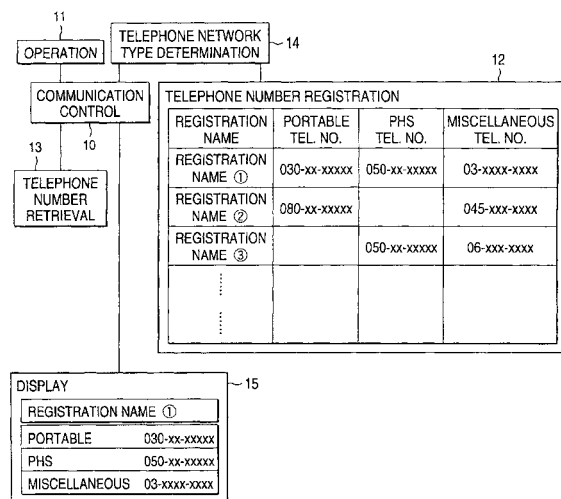 11
OPERATION
TELEPHONE NETWORK
TYPE DETERMINATION
14
COMMUNICATION
CONTROL
10
13
TELEPHONE
NUMBER
RETRIEVAL
12
TELEPHONE NUMBER REGISTRATION
REGISTRATION NAME PORTABLE TEL. NO. PHS TEL. NO. MISCELLANEOUS TEL. NO.
REGISTRATION NAME ① 030-xx-xxxxx 050-xx-xxxxx 03-xxxx-xxxx
REGISTRATION NAME ② 080-xx-xxxxx 045-xxx-xxxx
REGISTRATION NAME ③ 050-xx-xxxxx 06-xxx-xxxx
15
DISPLAY
REGISTRATION NAME ①
PORTABLE 030-xx-xxxxx
PHS 050-xx-xxxxx
MISCELLANEOUS 03-xxxx-xxxx